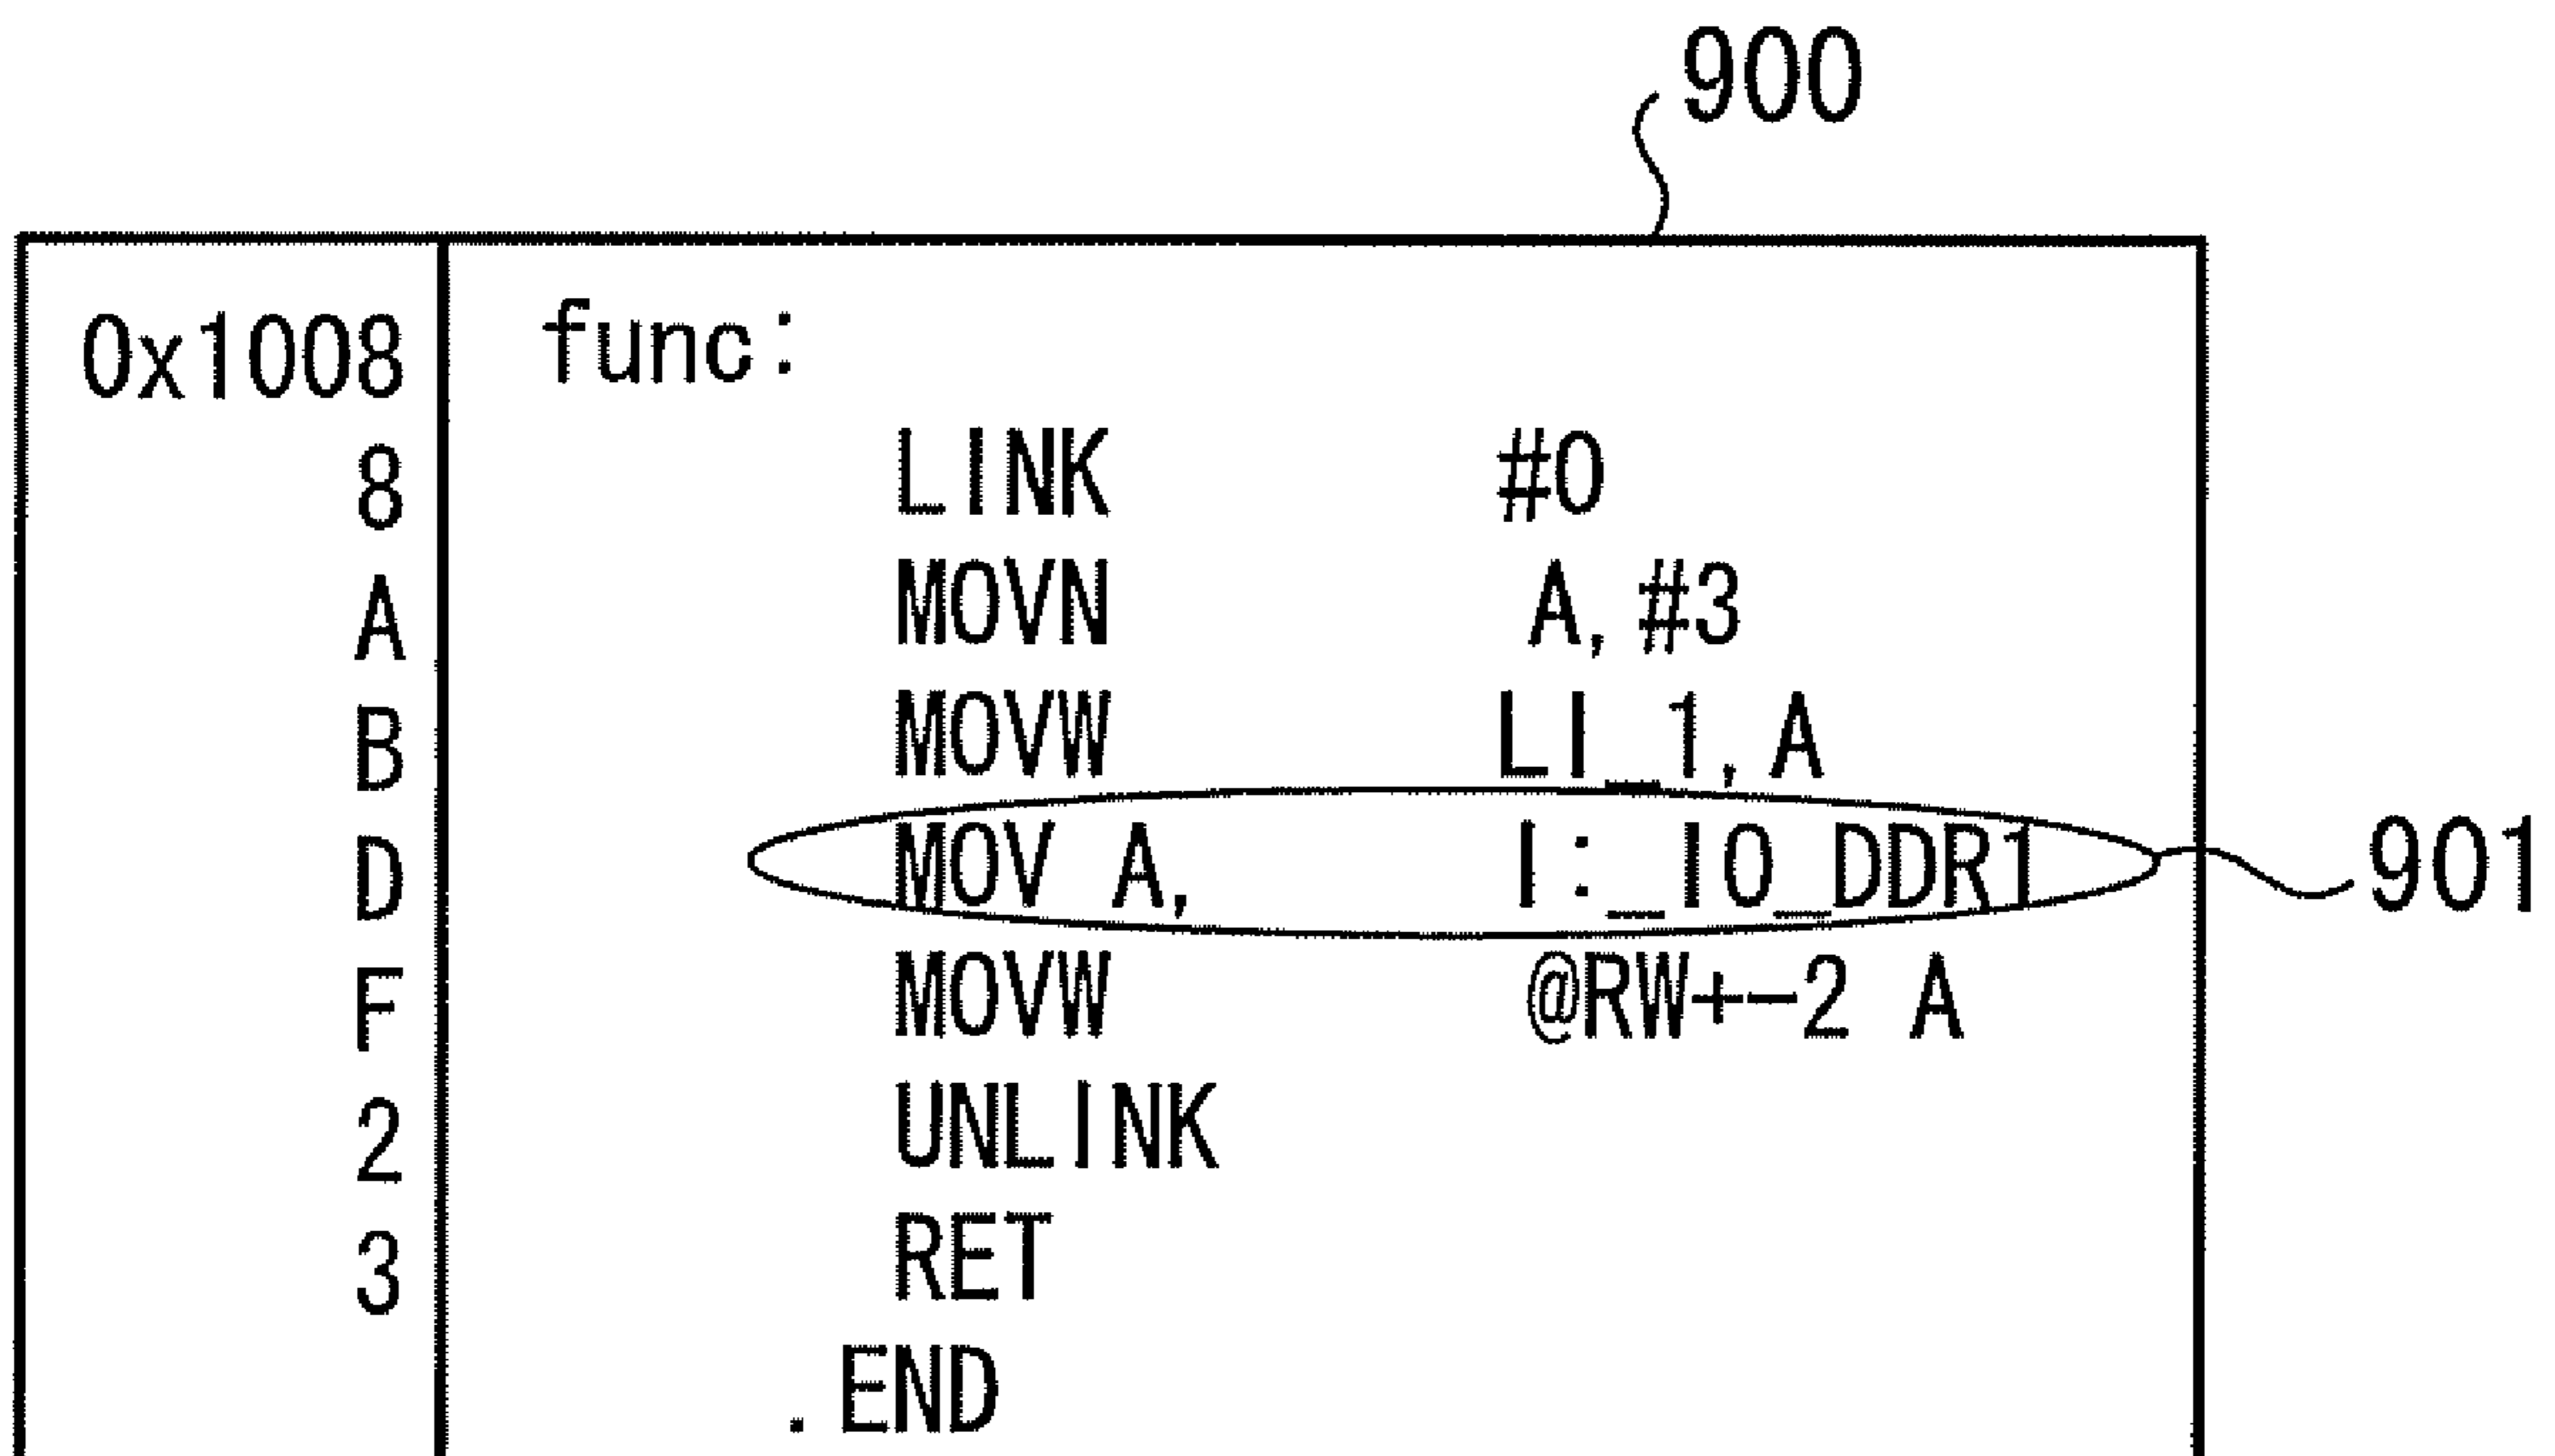 900
0x1008 func:
8 LINK #0
A MOVN A,#3
B MOVW LI_1,A
D MOV A, I:_IO_DDR1 901
F MOVW @RW+-2 A
2 UNLINK
3 RET
.END